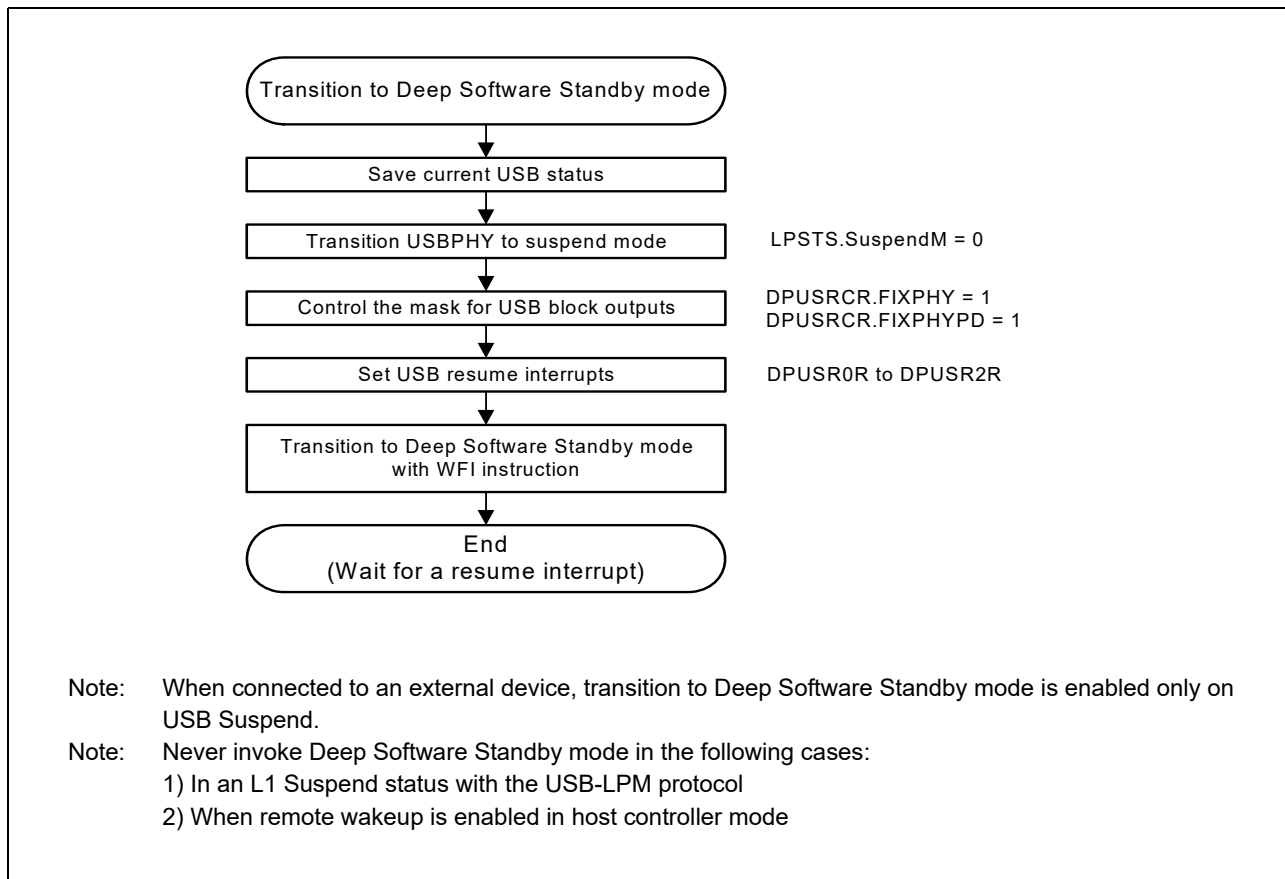 Transition to Deep Software Standby mode
Save current USB status
Transition USBPHY to suspend mode
LPSTS.SuspendM = 0
Control the mask for USB block outputs
DPUSRCR.FIXPHY = 1
DPUSRCR.FIXPHYPD = 1
Set USB resume interrupts
DPUSR0R to DPUSR2R
Transition to Deep Software Standby mode
with WFI instruction
End
(Wait for a resume interrupt)
Note: When connected to an external device, transition to Deep Software Standby mode is enabled only on
USB Suspend.
Note: Never invoke Deep Software Standby mode in the following cases:
1) In an L1 Suspend status with the USB-LPM protocol
2) When remote wakeup is enabled in host controller mode